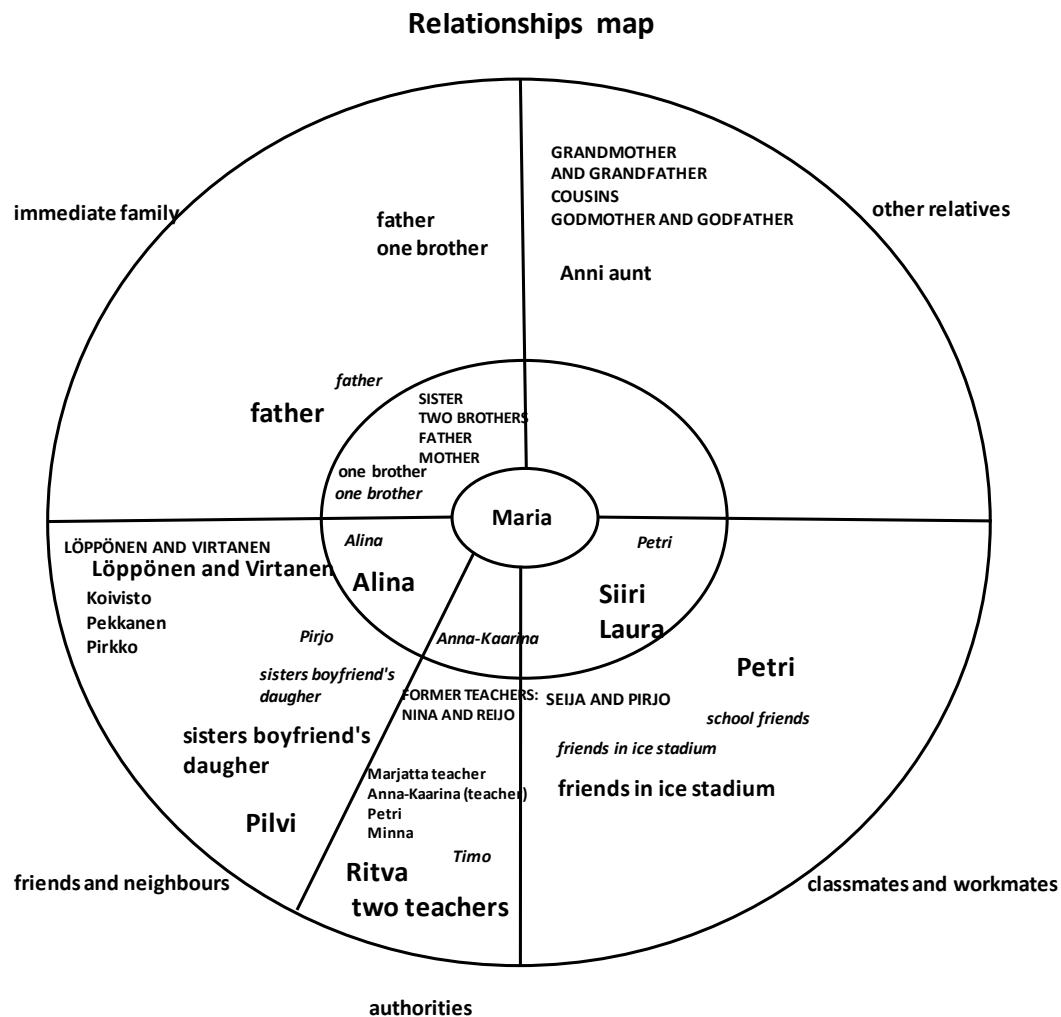 Relationships map
immediate family
father
one brother
GRANDMOTHER
AND GRANDFATHER
COUSINS
GODMOTHER AND GODFATHER
Anni aunt
other relatives
father
father
SISTER
TWO BROTHERS
FATHER
MOTHER
one brother
one brother
Maria
LÖPPÖNEN AND VIRTANEN
Löppönen and Virtanen
Koivisto
Pekkanen
Pirkko
Alina
Alina
Pirjo
sisters boyfriend's
daugher
sisters boyfriend's
daugher
Pilvi
friends and neighbours
Anna-Kaarina
FORMER TEACHERS:
NINA AND REIJO
Marjatta teacher
Anna-Kaarina (teacher)
Petri
Minna
Timo
Ritva
two teachers
authorities
Petri
Siiri
Laura
Petri
SEIJA AND PIRJO
school friends
friends in ice stadium
friends in ice stadium
classmates and workmates